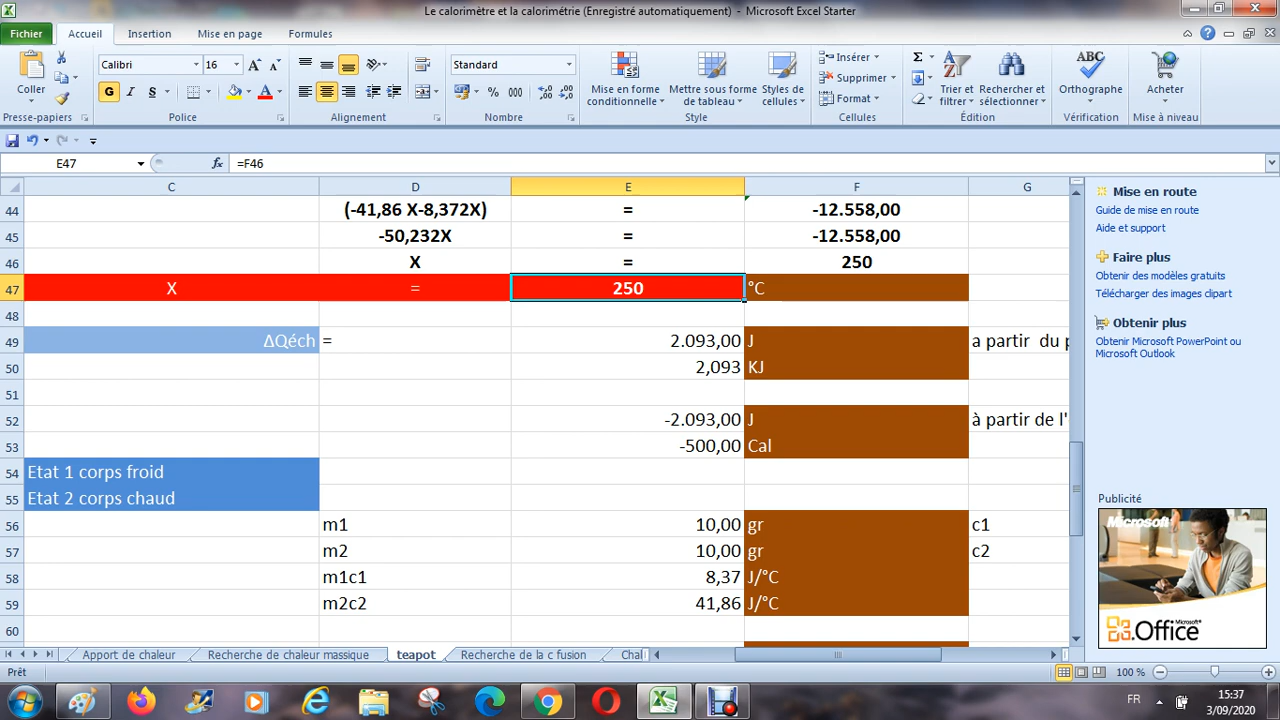 Le calorimètre et la calorimétrie (Enregistré automatiquement) - Microsoft Excel Starter
Fichier Accueil Insertion Mise en page Formules
Coller
Presse-papiers
Calibri 16
G I S
Police
Alignement
Standard
% 000
Nombre
Mise en forme conditionnelle
Mettre sous forme de tableau
Styles de cellules
Style
Insérer
Supprimer
Format
Cellules
Σ
Trier et filtrer
Rechercher et sélectionner
Édition
ABC
Orthographe
Vérification
Acheter
Mise à niveau
E47 fx =F46
C D E F G
44 (-41,86 X-8,372X) = -12.558,00
45 -50,232X = -12.558,00
46 X = 250
47 X = 250 °C
48
49 ΔQéch = 2.093,00 J a partir du p
50 2,093 KJ
51
52 -2.093,00 J à partir de l'
53 -500,00 Cal
54 Etat 1 corps froid
55 Etat 2 corps chaud
56 m1 10,00 gr c1
57 m2 10,00 gr c2
58 m1c1 8,37 J/°C
59 m2c2 41,86 J/°C
60
Mise en route
Guide de mise en route
Aide et support
Faire plus
Obtenir des modèles gratuits
Télécharger des images clipart
Obtenir plus
Obtenir Microsoft PowerPoint ou
Microsoft Outlook
Publicité
Microsoft
Microsoft
Office
Apport de chaleur Recherche de chaleur massique teapot Recherche de la c fusion Chal
Prêt 100 %
FR 15:37
3/09/2020